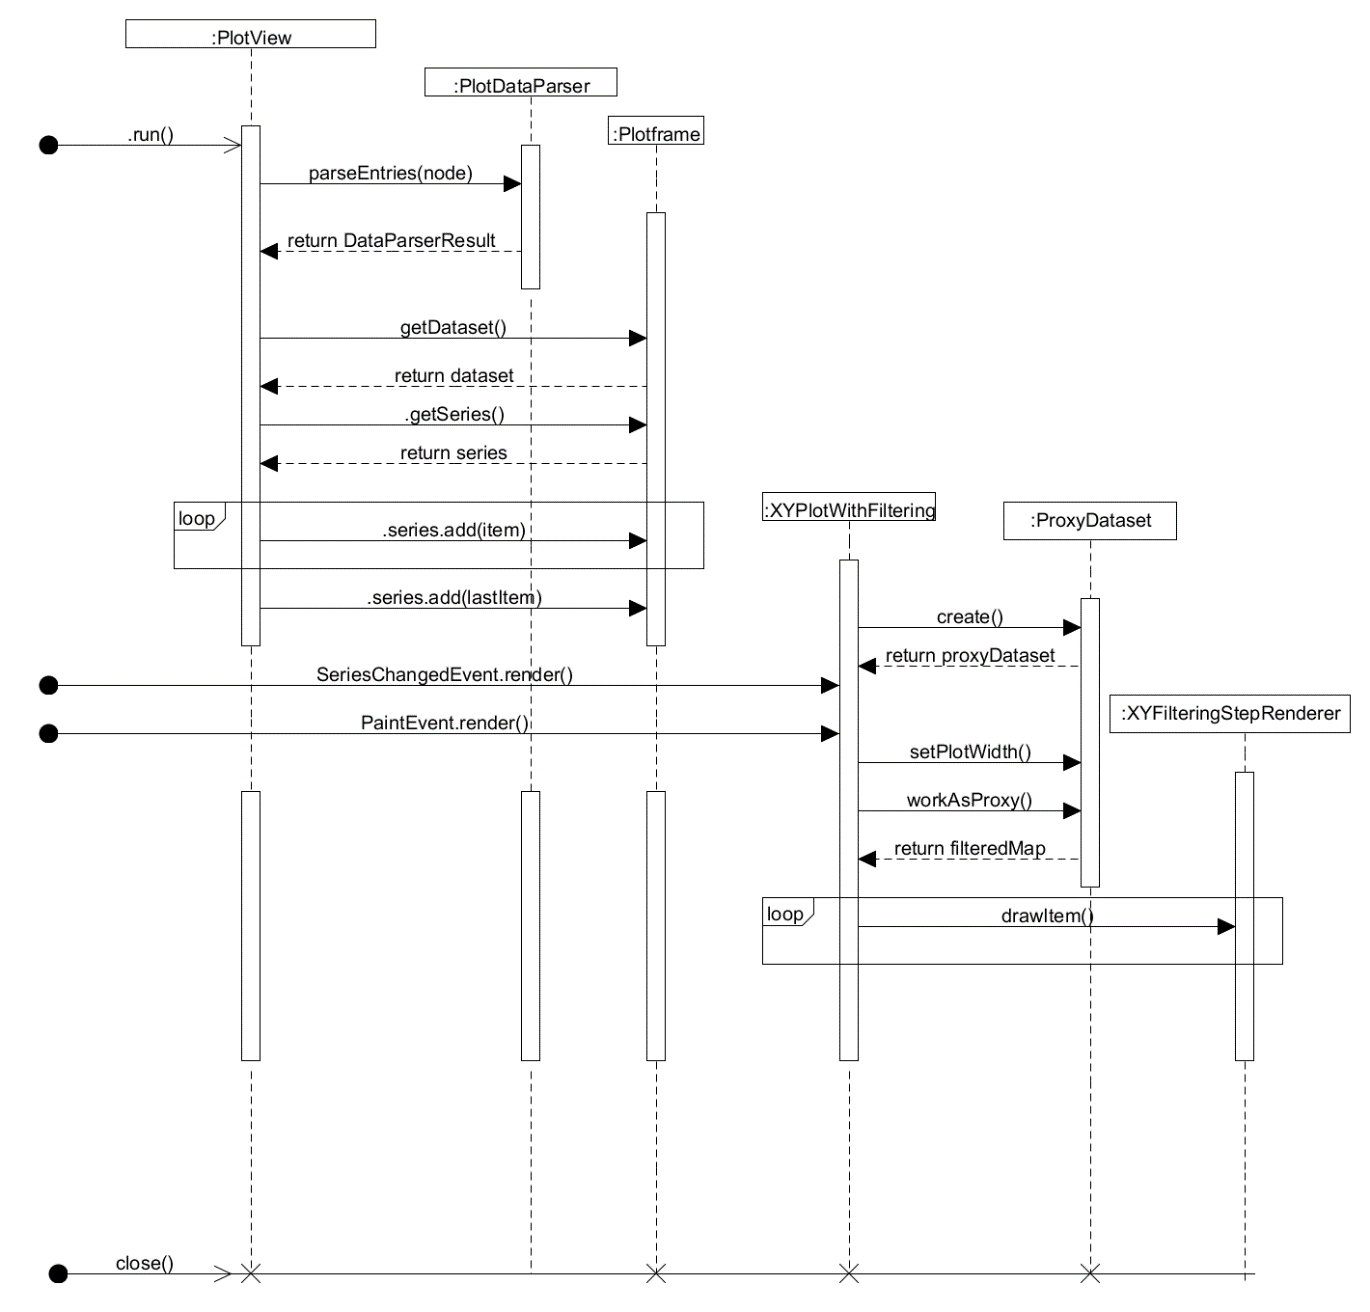 :PlotView
:PlotDataParser
:Plotframe
.run()
parseEntries(node)
return DataParserResult
getDataset()
return dataset
.getSeries()
return series
:XYPlotWithFiltering
:ProxyDataset
loop
.series.add(item)
.series.add(lastItem)
create()
return proxyDataset
SeriesChangedEvent.render()
:XYFilteringStepRenderer
PaintEvent.render()
setPlotWidth()
workAsProxy()
return filteredMap
loop
drawItem()
close()